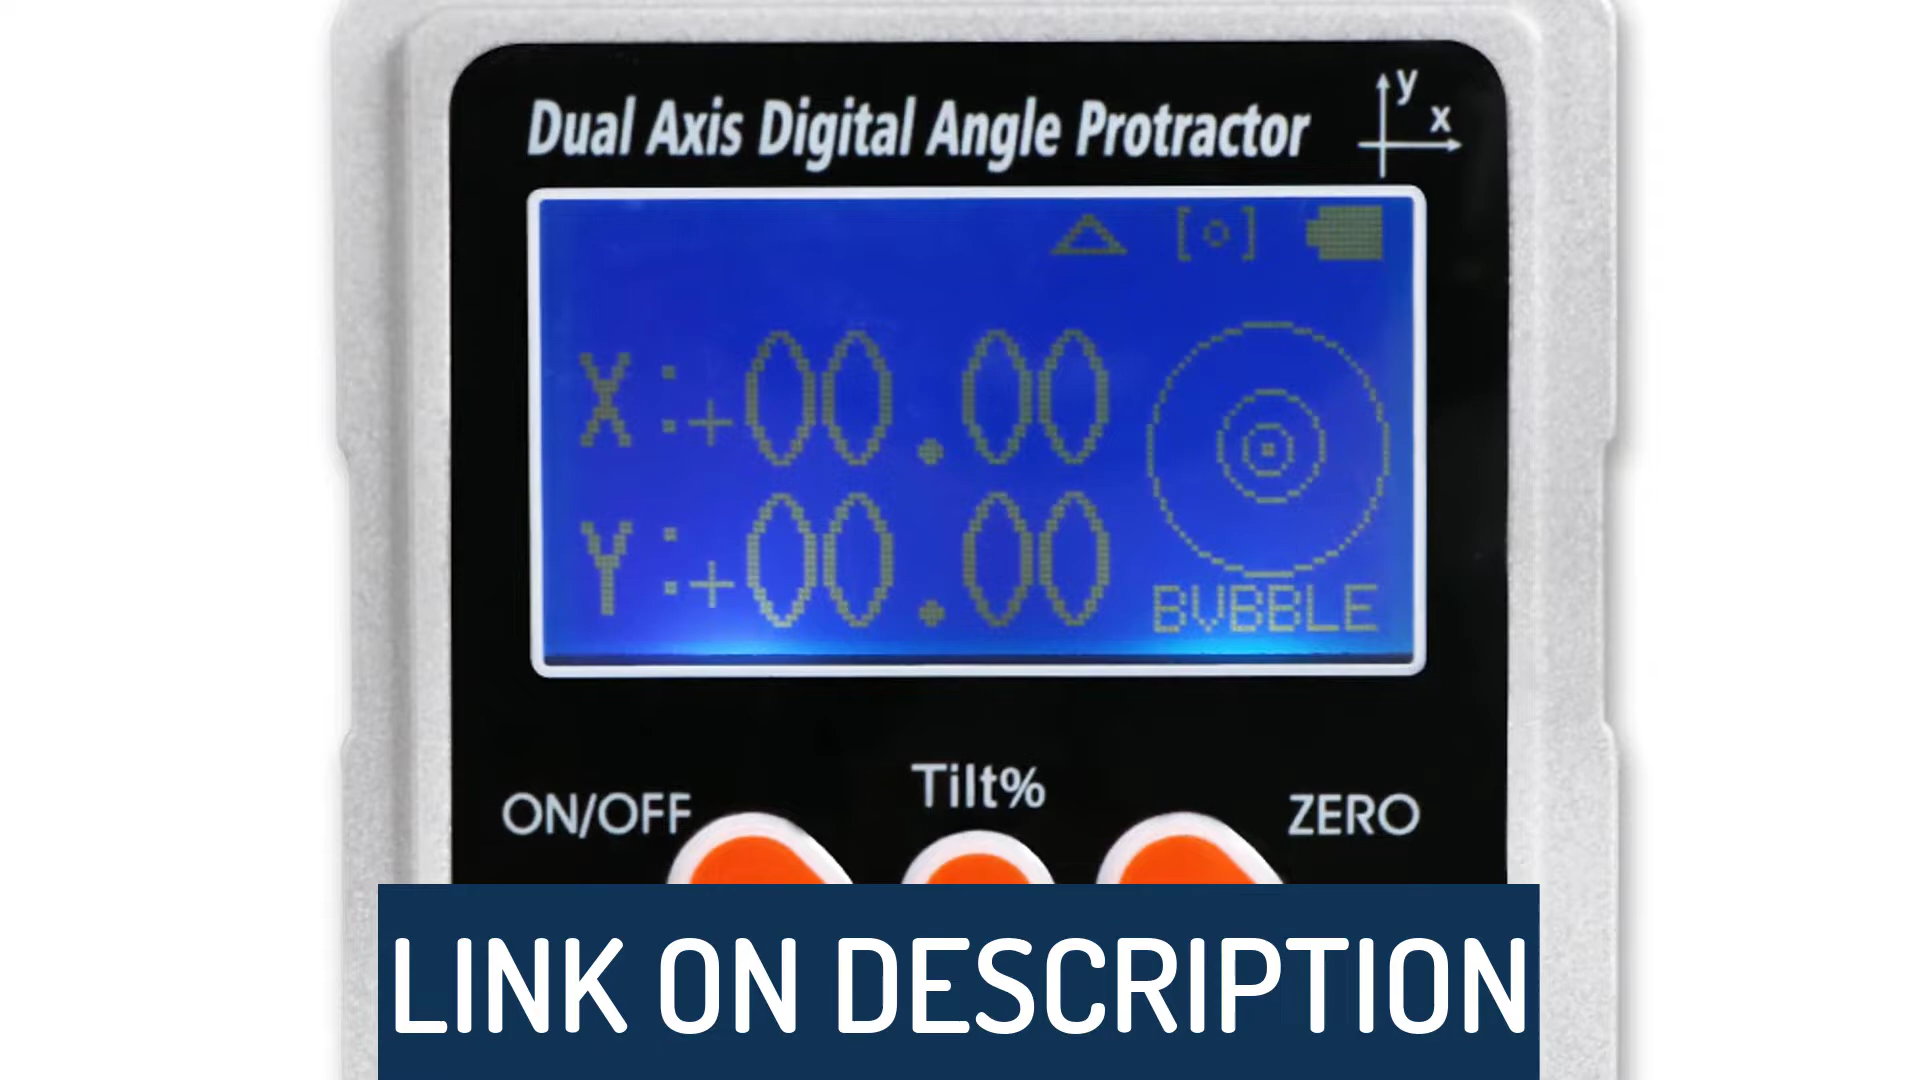 Dual Axis Digital Angle Protractor
y
x
X:+00.00
Y:+00.00
BVBBLE
Tilt%
ON/OFF
ZERO
LINK ON DESCRIPTION